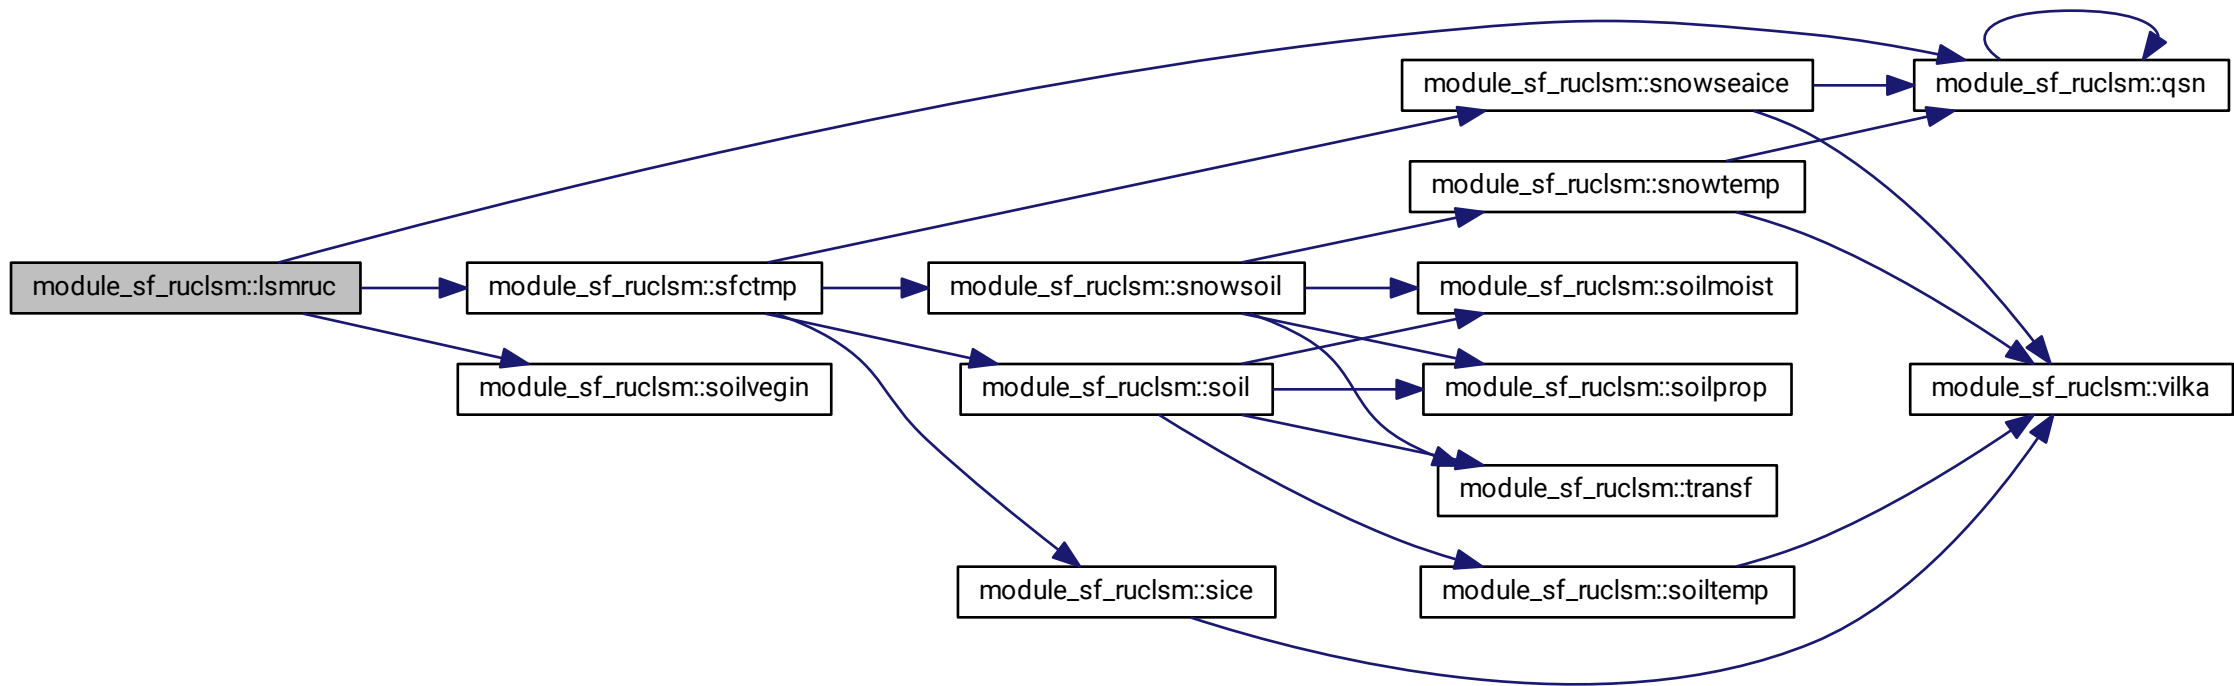 module_sf_ruclsm::lsmruc
module_sf_ruclsm::sfctmp
module_sf_ruclsm::soilvegin
module_sf_ruclsm::snowsoil
module_sf_ruclsm::soil
module_sf_ruclsm::sice
module_sf_ruclsm::snowseaice
module_sf_ruclsm::snowtemp
module_sf_ruclsm::soilmoist
module_sf_ruclsm::soilprop
module_sf_ruclsm::transf
module_sf_ruclsm::soiltemp
module_sf_ruclsm::qsn
module_sf_ruclsm::vilka